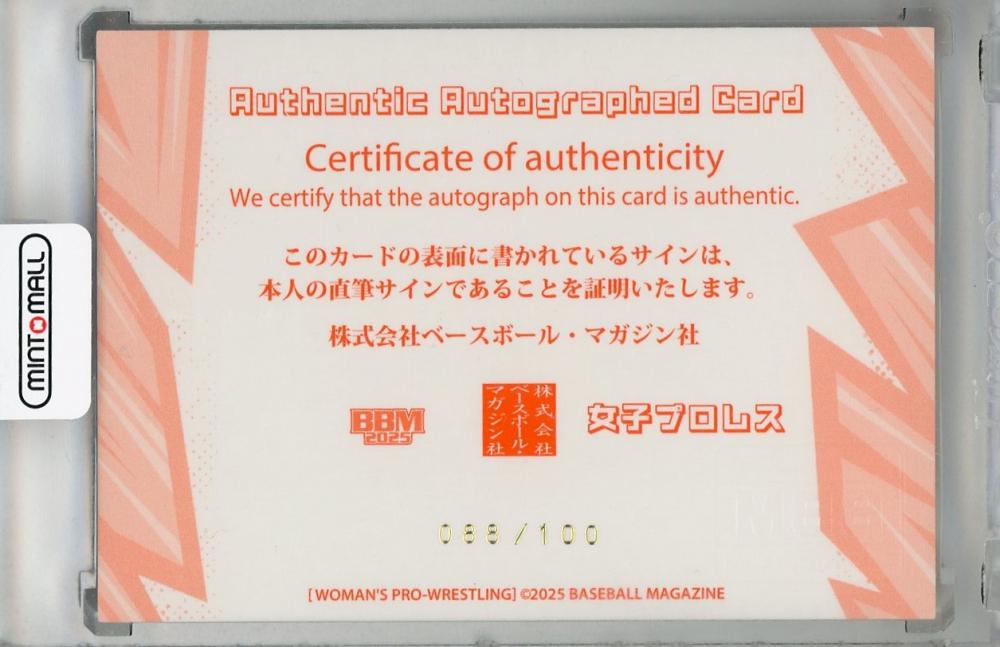 Authentic Autographed Card
Certificate of authenticity
We certify that the autograph on this card is authentic.
このカードの表面に書かれているサインは、
本人の直筆サインであることを証明いたします。
株式会社ベースボール・マガジン社
BBM
2025
株式会社
ベースボール・
マガジン社
女子プロレス
088/100
[WOMAN'S PRO-WRESTLING] ©2025 BASEBALL MAGAZINE
MINTOMALL